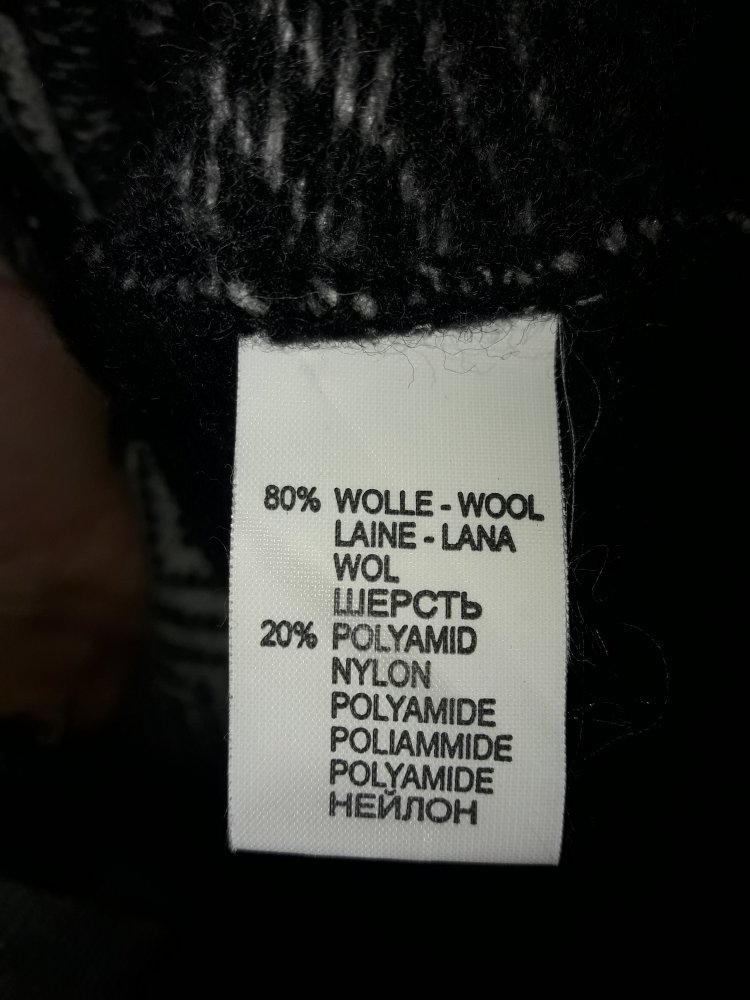 80% WOLLE - WOOL
LAINE - LANA
WOL
ШЕРСТЬ
20% POLYAMID
NYLON
POLYAMIDE
POLIAMMIDE
POLYAMIDE
НЕЙЛОН